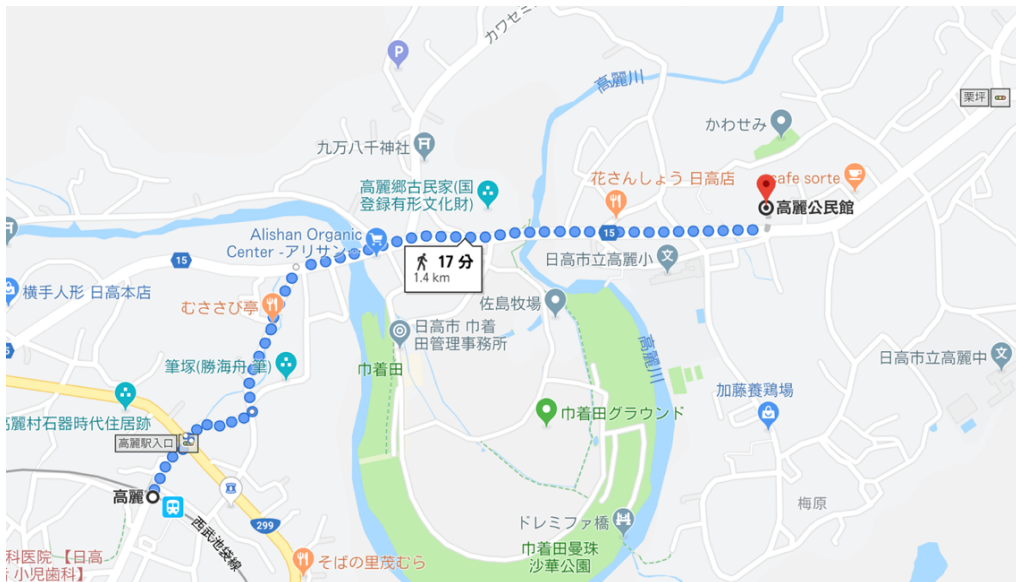 カワセミ
P
高麗川
栗坪
かわせみ
九万八千神社
花さんしょう 日高店
cafe sorte
高麗郷古民家(国
登録有形文化財)
高麗公民館
Alishan Organic
Center -アリサン
15
15
17 分
1.4 km
日高市立高麗小
横手人形 日高本店
むささび亭
佐島牧場
日高市 巾着
田管理事務所
高麗川
日高市立高麗中
筆塚(勝海舟 筆)
巾着田
加藤養鶏場
高麗村石器時代住居跡
巾着田グラウンド
高麗駅入口
高麗
梅原
299
西武池袋線
ドレミファ橋
巾着田曼珠
沙華公園
そばの里茂むら
科医院 【日高
小児歯科】